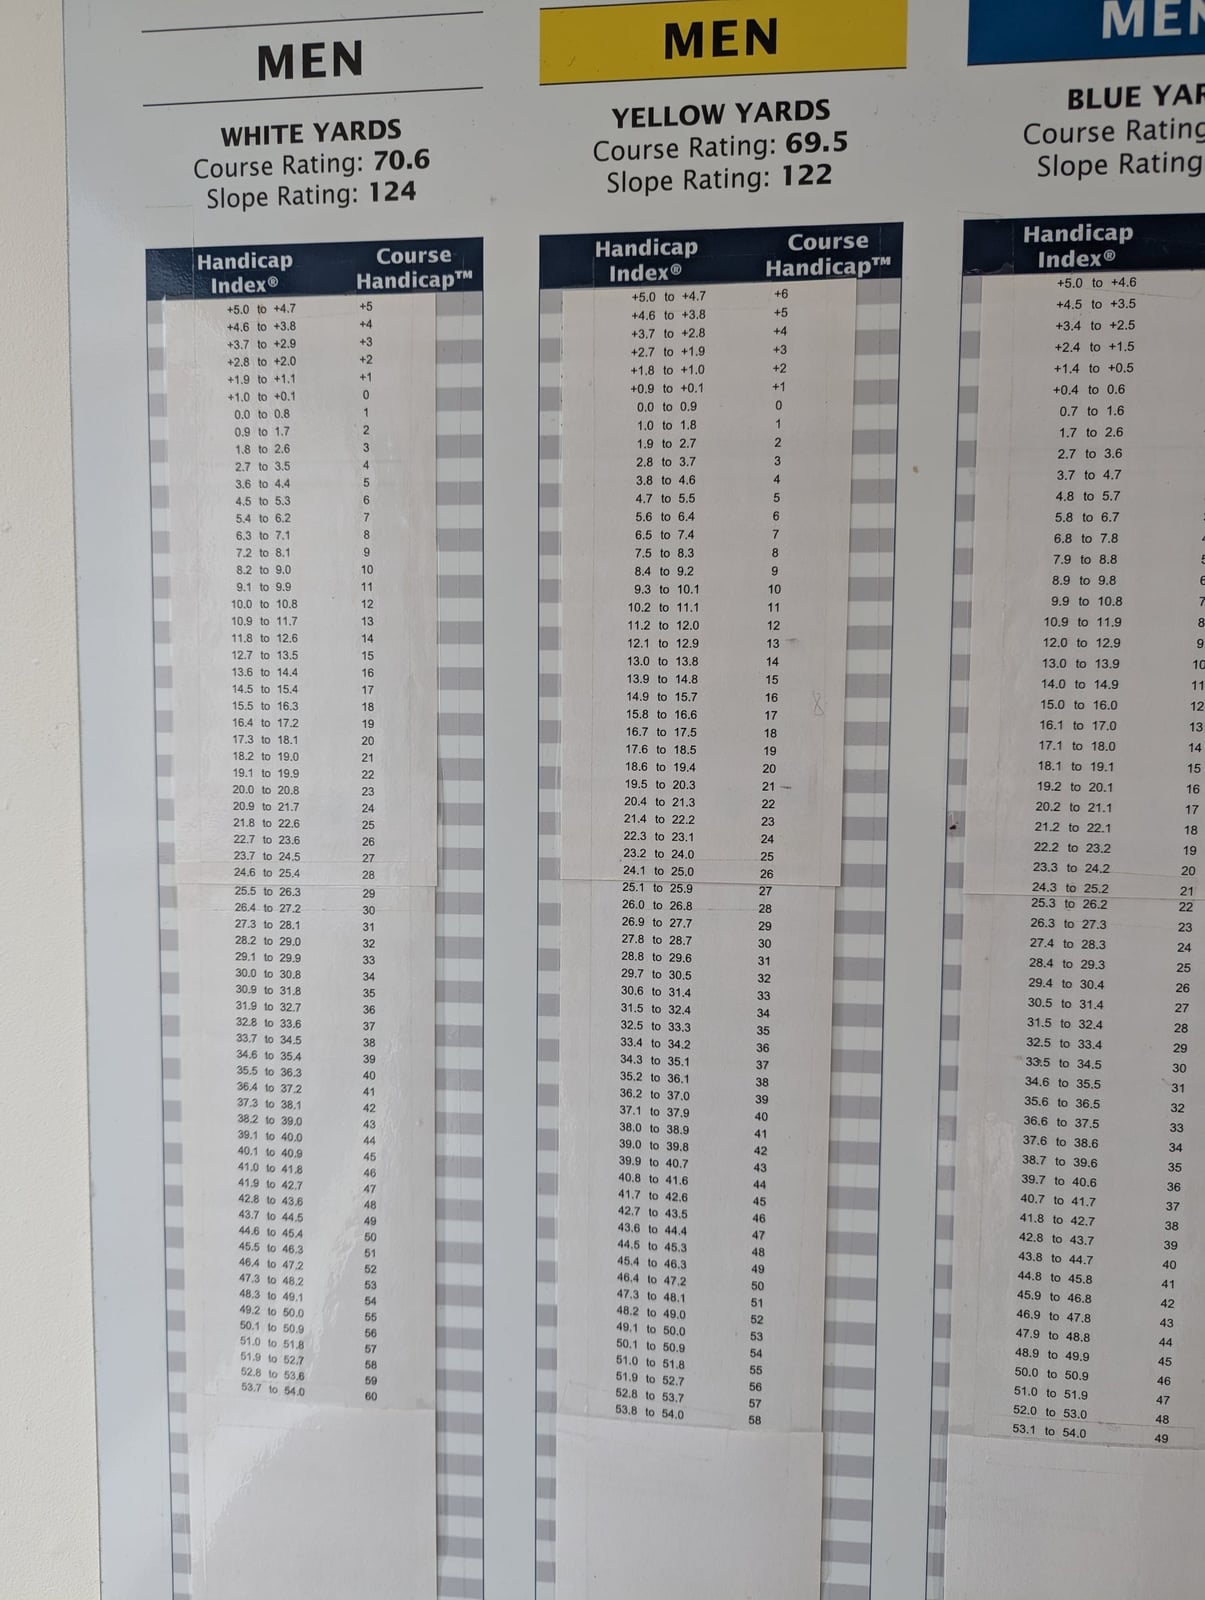 MEN
WHITE YARDS
Course Rating: 70.6
Slope Rating: 124
Handicap Index® Course Handicap™
+5.0 to +4.7 +5
+4.6 to +3.8 +4
+3.7 to +2.9 +3
+2.8 to +2.0 +2
+1.9 to +1.1 +1
+1.0 to +0.1 0
0.0 to 0.8 1
0.9 to 1.7 2
1.8 to 2.6 3
2.7 to 3.5 4
3.6 to 4.4 5
4.5 to 5.3 6
5.4 to 6.2 7
6.3 to 7.1 8
7.2 to 8.1 9
8.2 to 9.0 10
9.1 to 9.9 11
10.0 to 10.8 12
10.9 to 11.7 13
11.8 to 12.6 14
12.7 to 13.5 15
13.6 to 14.4 16
14.5 to 15.4 17
15.5 to 16.3 18
16.4 to 17.2 19
17.3 to 18.1 20
18.2 to 19.0 21
19.1 to 19.9 22
20.0 to 20.8 23
20.9 to 21.7 24
21.8 to 22.6 25
22.7 to 23.6 26
23.7 to 24.5 27
24.6 to 25.4 28
25.5 to 26.3 29
26.4 to 27.2 30
27.3 to 28.1 31
28.2 to 29.0 32
29.1 to 29.9 33
30.0 to 30.8 34
30.9 to 31.8 35
31.9 to 32.7 36
32.8 to 33.6 37
33.7 to 34.5 38
34.6 to 35.4 39
35.5 to 36.3 40
36.4 to 37.2 41
37.3 to 38.1 42
38.2 to 39.0 43
39.1 to 40.0 44
40.1 to 40.9 45
41.0 to 41.8 46
41.9 to 42.7 47
42.8 to 43.6 48
43.7 to 44.5 49
44.6 to 45.4 50
45.5 to 46.3 51
46.4 to 47.2 52
47.3 to 48.2 53
48.3 to 49.1 54
49.2 to 50.0 55
50.1 to 50.9 56
51.0 to 51.8 57
51.9 to 52.7 58
52.8 to 53.6 59
53.7 to 54.0 60
MEN
YELLOW YARDS
Course Rating: 69.5
Slope Rating: 122
Handicap Index® Course Handicap™
+5.0 to +4.7 +6
+4.6 to +3.8 +5
+3.7 to +2.8 +4
+2.7 to +1.9 +3
+1.8 to +1.0 +2
+0.9 to +0.1 +1
0.0 to 0.9 0
1.0 to 1.8 1
1.9 to 2.7 2
2.8 to 3.7 3
3.8 to 4.6 4
4.7 to 5.5 5
5.6 to 6.4 6
6.5 to 7.4 7
7.5 to 8.3 8
8.4 to 9.2 9
9.3 to 10.1 10
10.2 to 11.1 11
11.2 to 12.0 12
12.1 to 12.9 13
13.0 to 13.8 14
13.9 to 14.8 15
14.9 to 15.7 16
15.8 to 16.6 17
16.7 to 17.5 18
17.6 to 18.5 19
18.6 to 19.4 20
19.5 to 20.3 21
20.4 to 21.3 22
21.4 to 22.2 23
22.3 to 23.1 24
23.2 to 24.0 25
24.1 to 25.0 26
25.1 to 25.9 27
26.0 to 26.8 28
26.9 to 27.7 29
27.8 to 28.7 30
28.8 to 29.6 31
29.7 to 30.5 32
30.6 to 31.4 33
31.5 to 32.4 34
32.5 to 33.3 35
33.4 to 34.2 36
34.3 to 35.1 37
35.2 to 36.1 38
36.2 to 37.0 39
37.1 to 37.9 40
38.0 to 38.9 41
39.0 to 39.8 42
39.9 to 40.7 43
40.8 to 41.6 44
41.7 to 42.6 45
42.7 to 43.5 46
43.6 to 44.4 47
44.5 to 45.3 48
45.4 to 46.3 49
46.4 to 47.2 50
47.3 to 48.1 51
48.2 to 49.0 52
49.1 to 50.0 53
50.1 to 50.9 54
51.0 to 51.8 55
51.9 to 52.7 56
52.8 to 53.7 57
53.8 to 54.0 58
MEN
BLUE YAR
Course Rating
Slope Rating
Handicap Index®
+5.0 to +4.6
+4.5 to +3.5
+3.4 to +2.5
+2.4 to +1.5
+1.4 to +0.5
+0.4 to 0.6
0.7 to 1.6
1.7 to 2.6
2.7 to 3.6
3.7 to 4.7
4.8 to 5.7
5.8 to 6.7
6.8 to 7.8
7.9 to 8.8
8.9 to 9.8 6
9.9 to 10.8 7
10.9 to 11.9 8
12.0 to 12.9 9
13.0 to 13.9 10
14.0 to 14.9 11
15.0 to 16.0 12
16.1 to 17.0 13
17.1 to 18.0 14
18.1 to 19.1 15
19.2 to 20.1 16
20.2 to 21.1 17
21.2 to 22.1 18
22.2 to 23.2 19
23.3 to 24.2 20
24.3 to 25.2 21
25.3 to 26.2 22
26.3 to 27.3 23
27.4 to 28.3 24
28.4 to 29.3 25
29.4 to 30.4 26
30.5 to 31.4 27
31.5 to 32.4 28
32.5 to 33.4 29
33.5 to 34.5 30
34.6 to 35.5 31
35.6 to 36.5 32
36.6 to 37.5 33
37.6 to 38.6 34
38.7 to 39.6 35
39.7 to 40.6 36
40.7 to 41.7 37
41.8 to 42.7 38
42.8 to 43.7 39
43.8 to 44.7 40
44.8 to 45.8 41
45.9 to 46.8 42
46.9 to 47.8 43
47.9 to 48.8 44
48.9 to 49.9 45
50.0 to 50.9 46
51.0 to 51.9 47
52.0 to 53.0 48
53.1 to 54.0 49